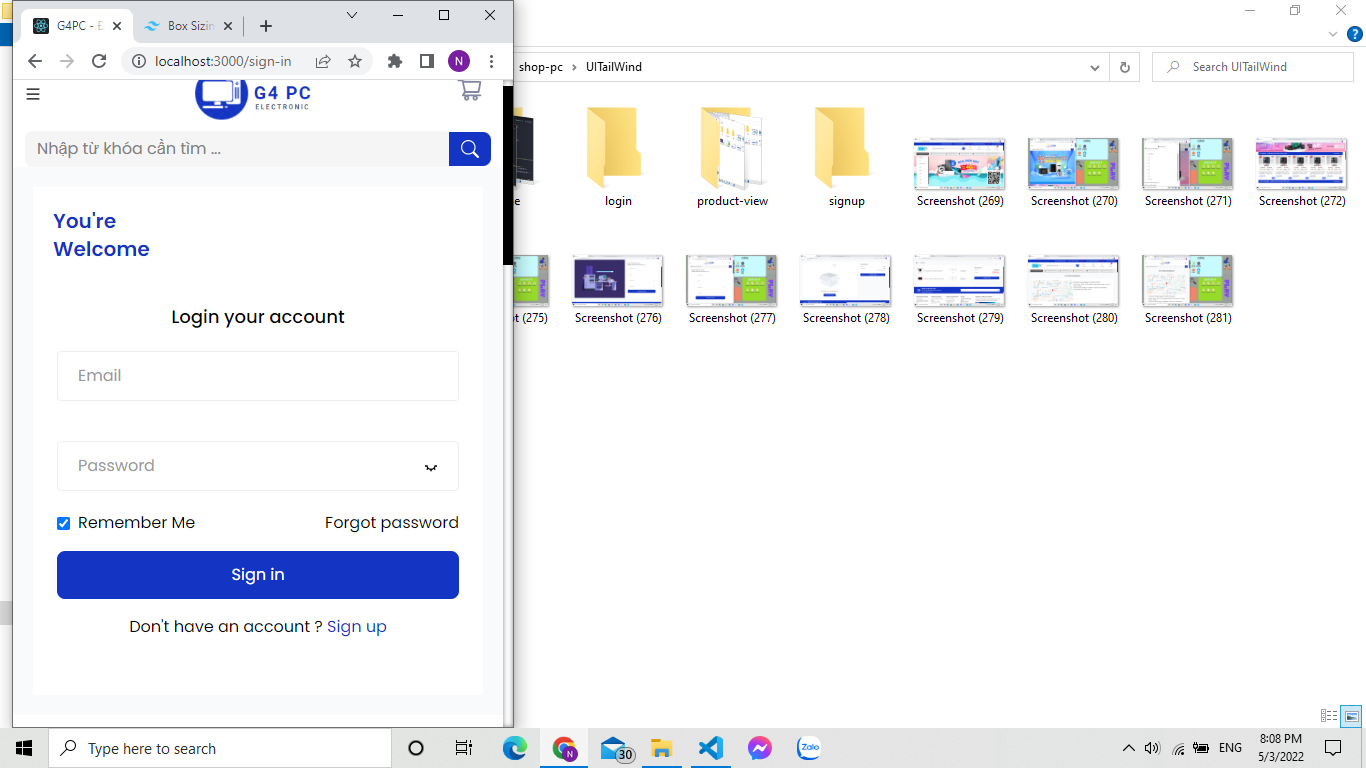 G4PC - Đ
Box Sizin
localhost:3000/sign-in
N
G4 PC
ELECTRONIC
Nhập từ khóa cần tìm ...
You're
Welcome
Login your account
Email
Password
Remember Me
Forgot password
Sign in
Don't have an account ? Sign up
shop-pc
UITailWind
Search UITailWind
login
product-view
signup
Screenshot (269)
Screenshot (270)
Screenshot (271)
Screenshot (272)
(275)
Screenshot (276)
Screenshot (277)
Screenshot (278)
Screenshot (279)
Screenshot (280)
Screenshot (281)
Type here to search
N
30
Zalo
ENG
8:08 PM
5/3/2022